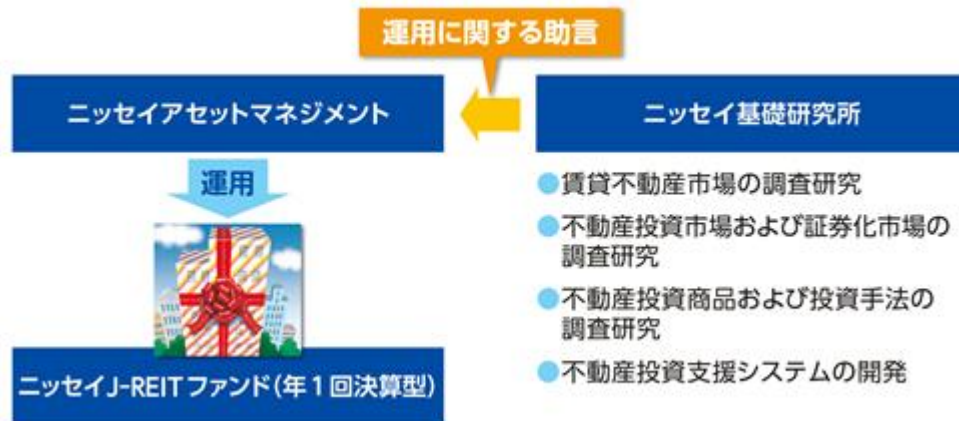 運用に関する助言
ニッセイアセットマネジメント
ニッセイ基礎研究所
運用
ニッセイJ-REITファンド(年1回決算型)
●賃貸不動産市場の調査研究
●不動産投資市場および証券化市場の
調査研究
●不動産投資商品および投資手法の
調査研究
●不動産投資支援システムの開発